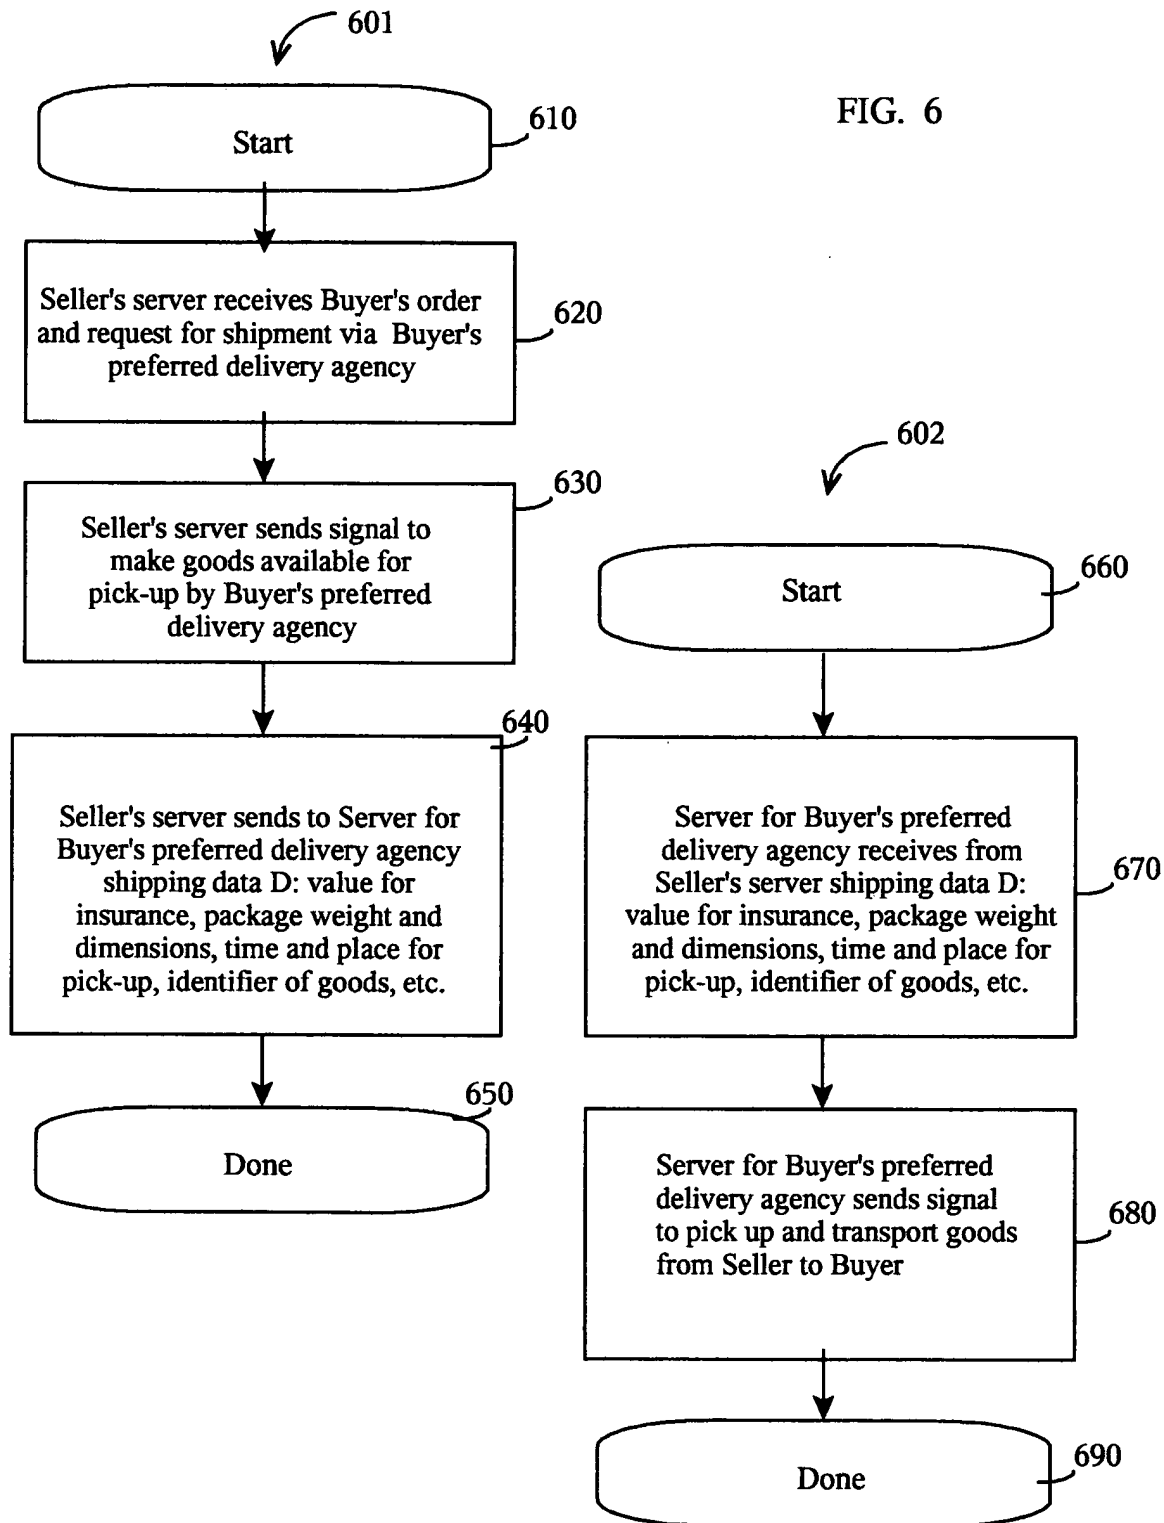 601
FIG. 6
Start
610
Seller's server receives Buyer's order
and request for shipment via Buyer's
preferred delivery agency
620
Seller's server sends signal to
make goods available for
pick-up by Buyer's preferred
delivery agency
630
Seller's server sends to Server for
Buyer's preferred delivery agency
shipping data D: value for
insurance, package weight and
dimensions, time and place for
pick-up, identifier of goods, etc.
640
Done
650
602
Start
660
Server for Buyer's preferred
delivery agency receives from
Seller's server shipping data D:
value for insurance, package weight
and dimensions, time and place for
pick-up, identifier of goods, etc.
670
Server for Buyer's preferred
delivery agency sends signal
to pick up and transport goods
from Seller to Buyer
680
Done
690